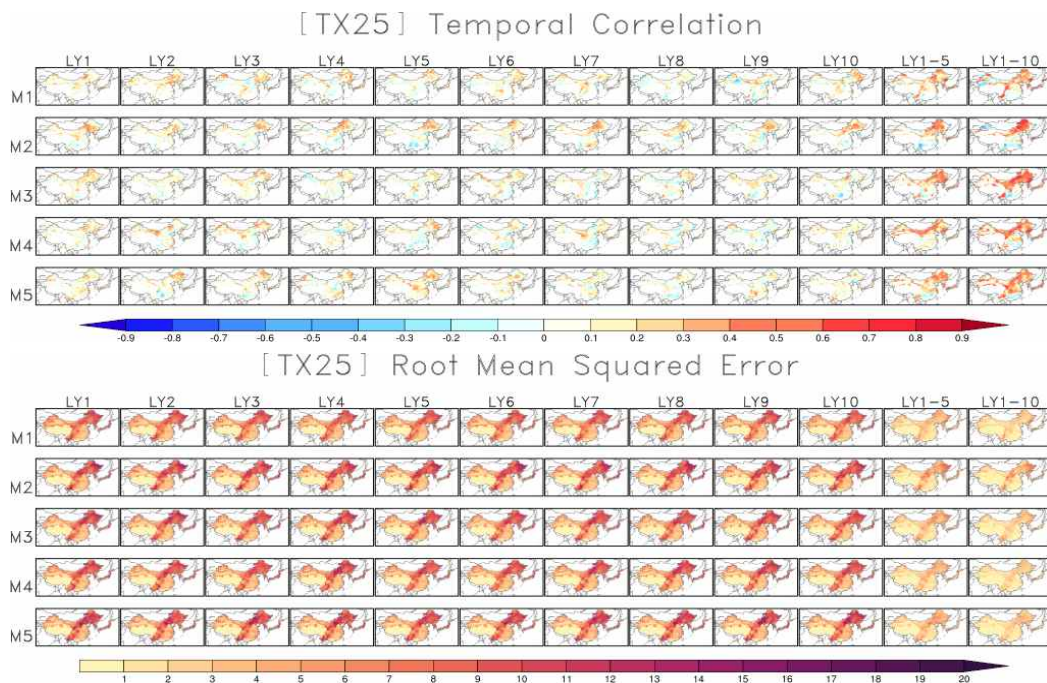 [TX25] Temporal Correlation
LY1 LY2 LY3 LY4 LY5 LY6 LY7 LY8 LY9 LY10 LY1-5 LY1-10
M1
M2
M3
M4
M5
-0.9 -0.8 -0.7 -0.6 -0.5 -0.4 -0.3 -0.2 -0.1 0 0.1 0.2 0.3 0.4 0.5 0.6 0.7 0.8 0.9
[TX25] Root Mean Squared Error
LY1 LY2 LY3 LY4 LY5 LY6 LY7 LY8 LY9 LY10 LY1-5 LY1-10
M1
M2
M3
M4
M5
1 2 3 4 5 6 7 8 9 10 11 12 13 14 15 16 17 18 19 20